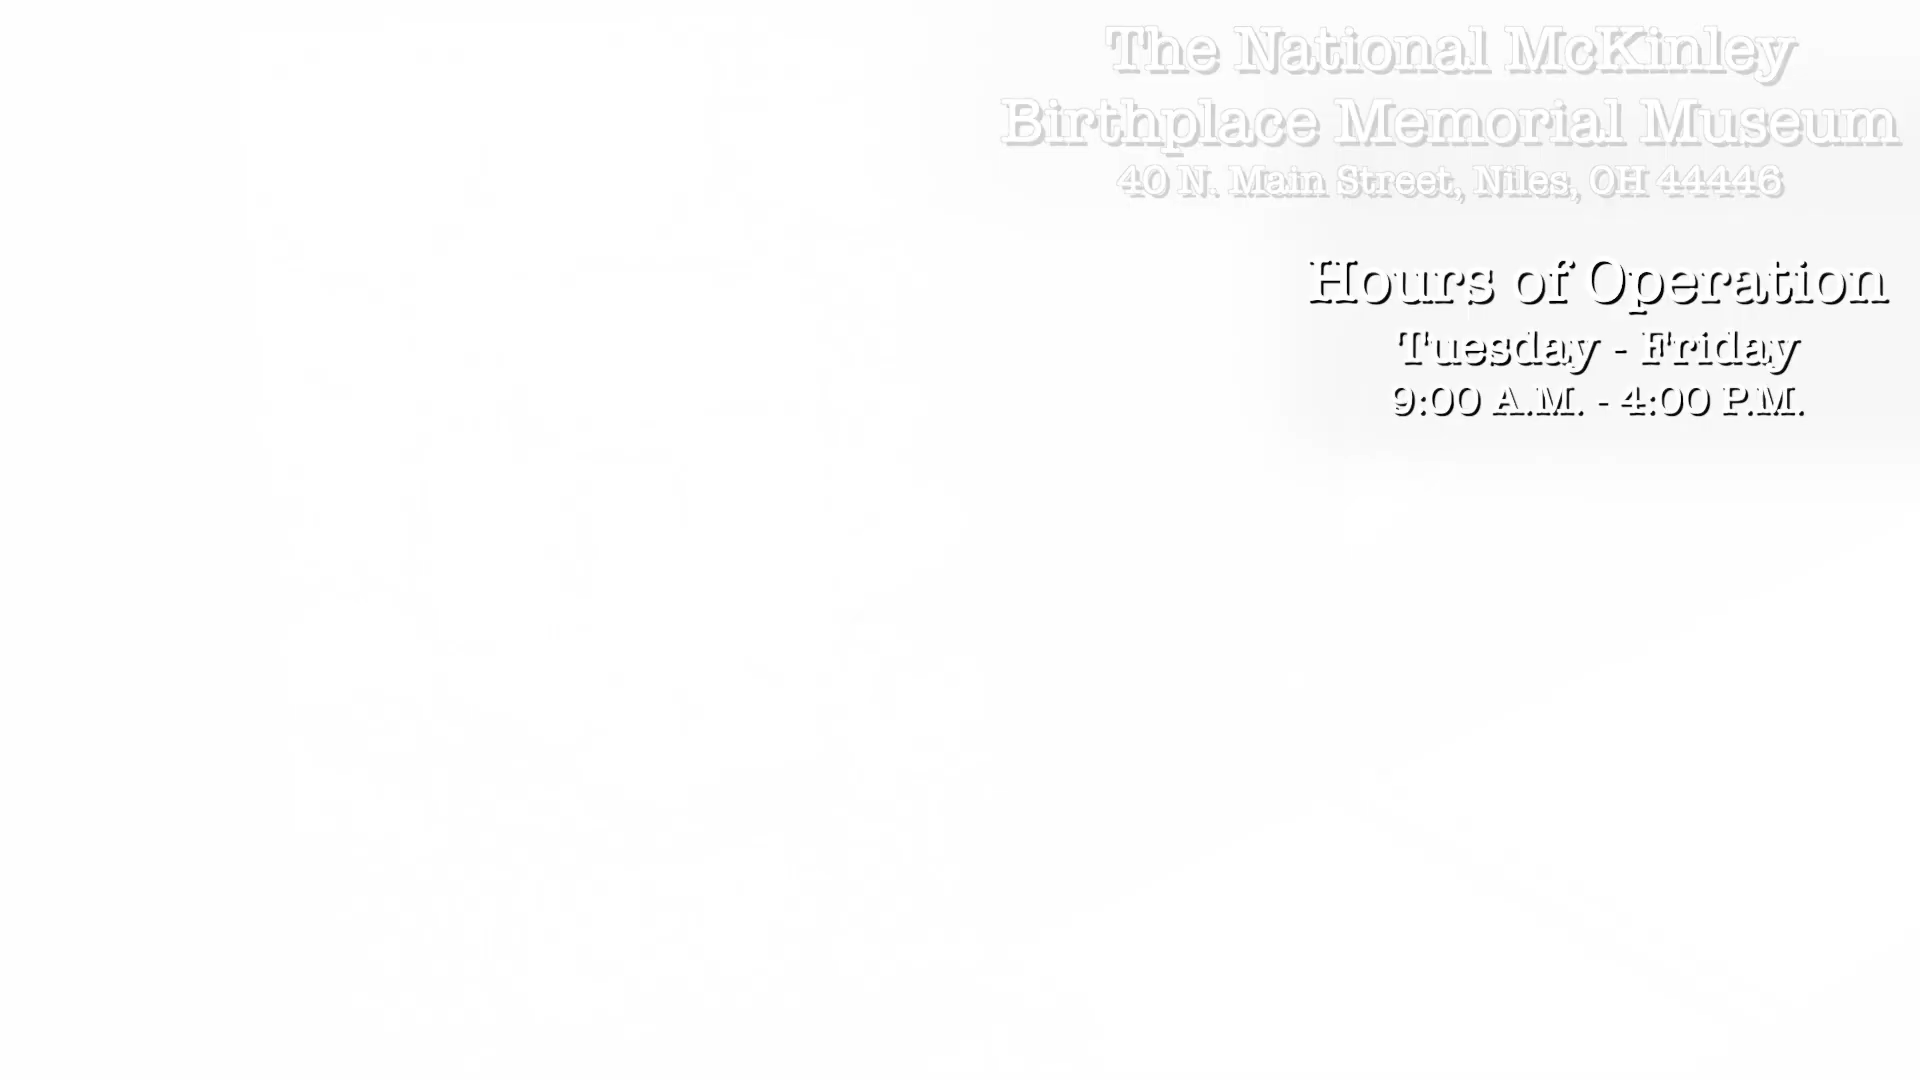 The National McKinley
Birthplace Memorial Museum
40 N. Main Street, Niles, OH 44446
Hours of Operation
Tuesday - Friday
9:00 A.M. - 4:00 P.M.